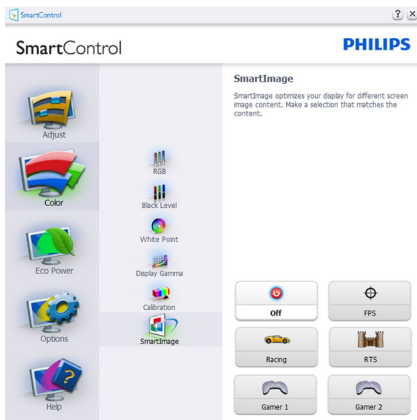 SmartControl
SmartControl
PHILIPS
Adjust
Color
Eco Power
Options
Help
RGB
Black Level
White Point
Display Gamma
Calibration
SmartImage
SmartImage
SmartImage optimizes your display for different screen
image content. Make a selection that matches the
content.
Off
FPS
Racing
RTS
Gamer 1
Gamer 2